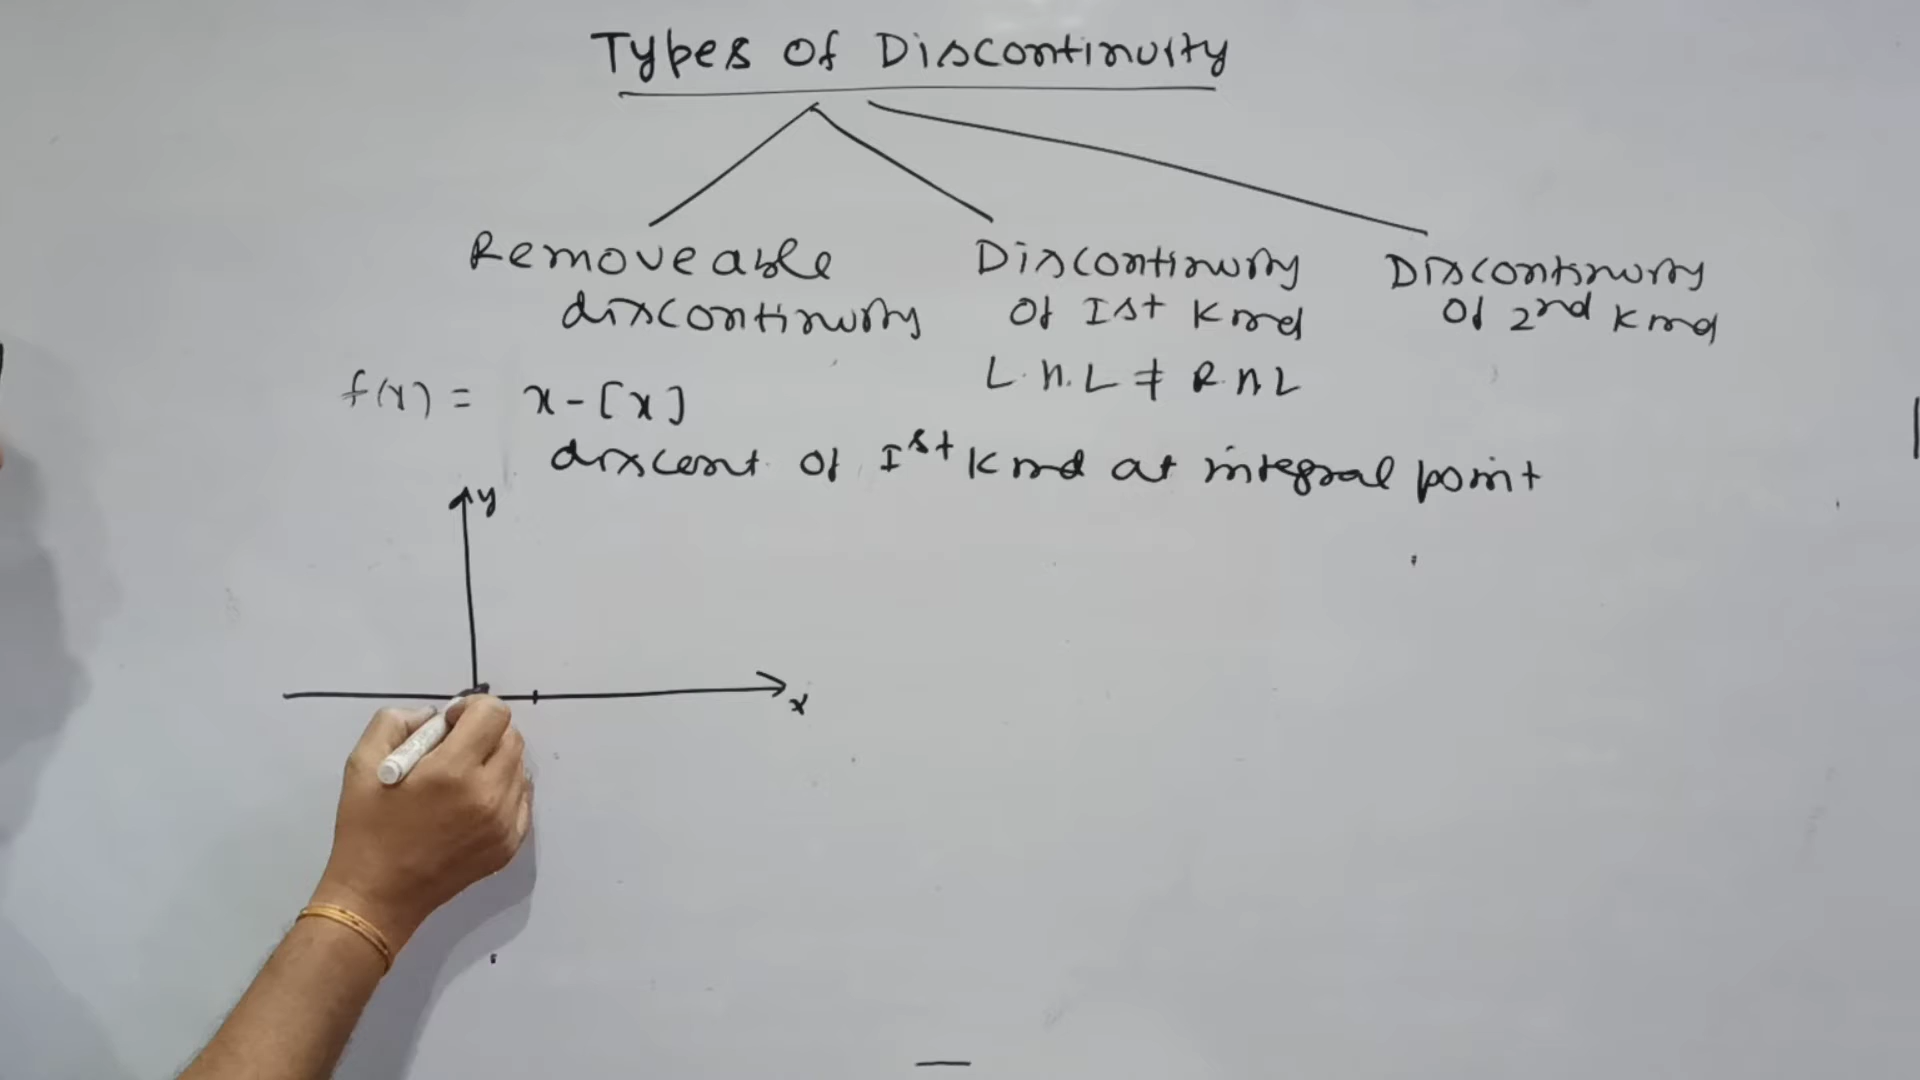 Types Of Discontinuity
Removeable discontinuity
Discontinuity Of Ist Kind
L.H.L ≠ R.H.L
Discontinuity Of 2nd Kind
f(x) = x-[x]
discont. Of Ist Kind at integral point
y
x